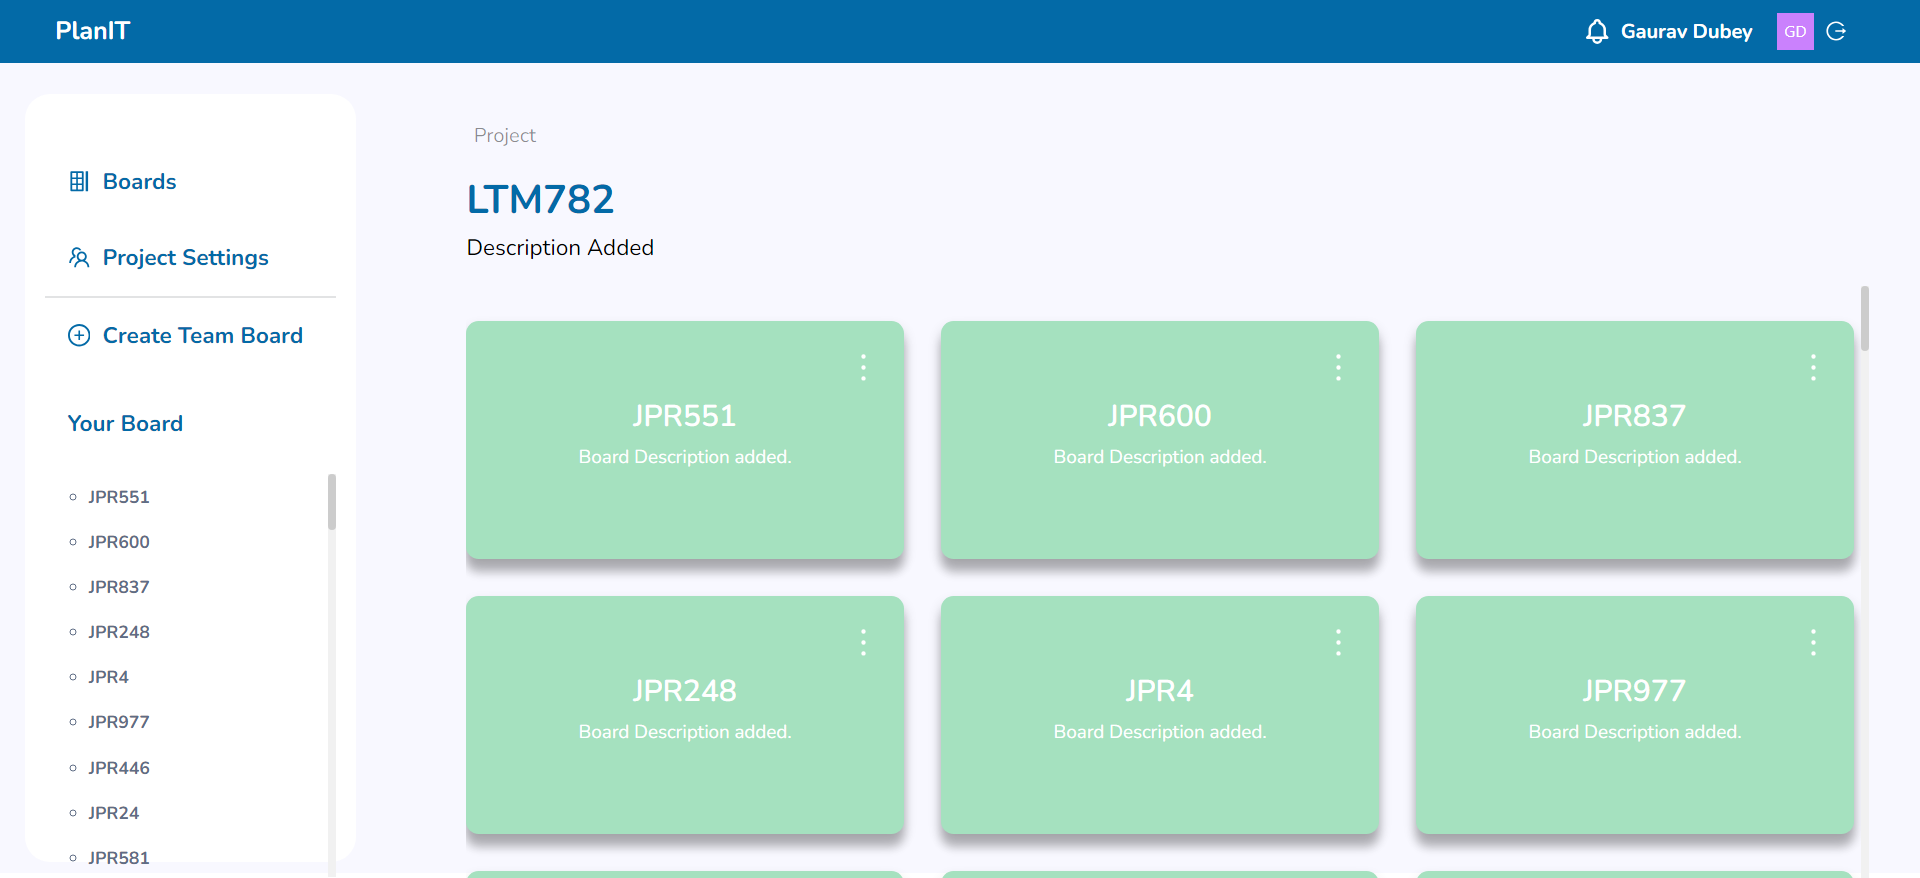 PlanIT
Gaurav Dubey
GD
Boards
Project Settings
Create Team Board
Your Board
JPR551
JPR600
JPR837
JPR248
JPR4
JPR977
JPR446
JPR24
JPR581
Project
LTM782
Description Added
JPR551
Board Description added.
JPR600
Board Description added.
JPR837
Board Description added.
JPR248
Board Description added.
JPR4
Board Description added.
JPR977
Board Description added.